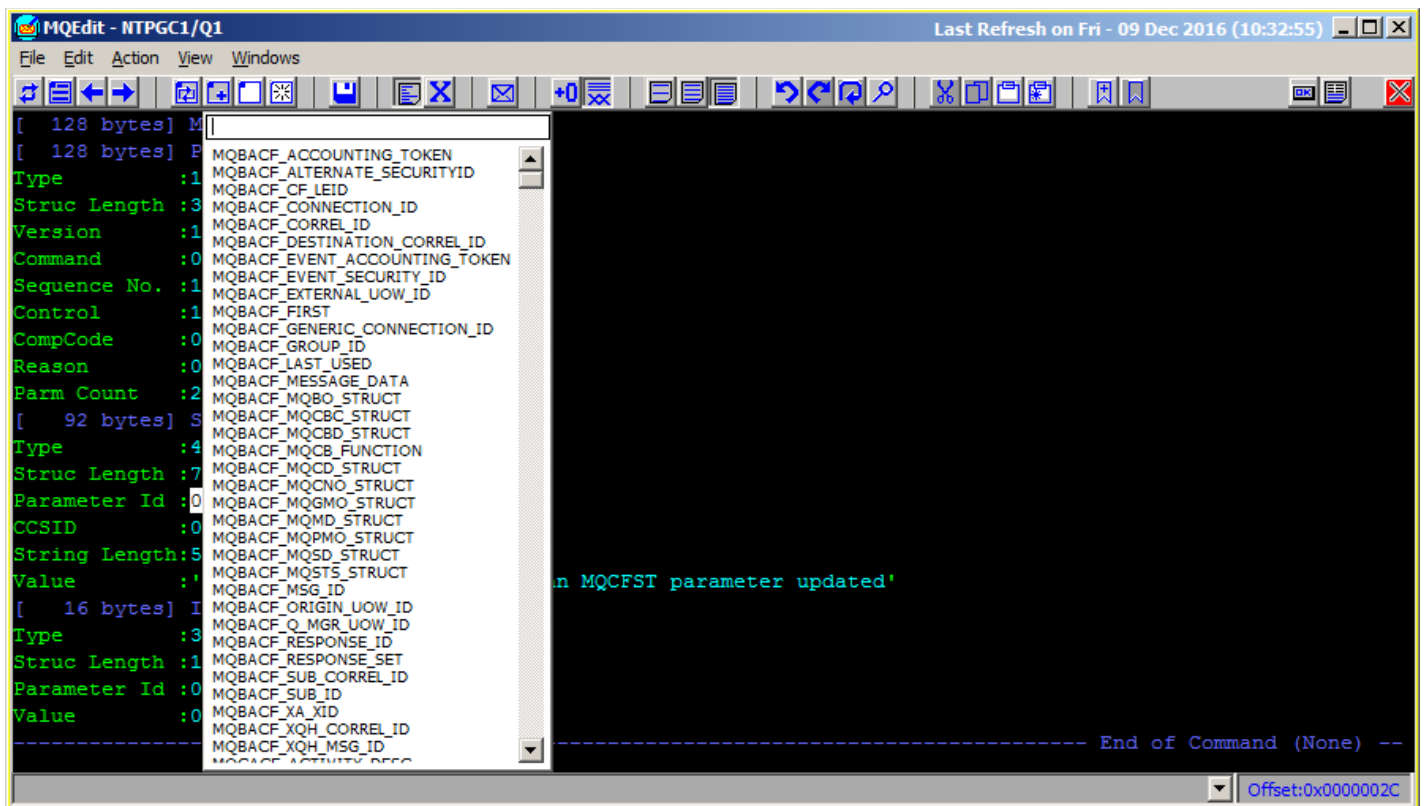 MQEdit - NTPGC1/Q1 Last Refresh on Fri - 09 Dec 2016 (10:32:55)
File Edit Action View Windows
[ 128 bytes] M
[ 128 bytes] P
Type :1
Struc Length :3
Version :1
Command :0
Sequence No. :1
Control :1
CompCode :0
Reason :0
Parm Count :2
[ 92 bytes] S
Type :4
Struc Length :7
Parameter Id :0
CCSID :0
String Length:5
Value :' n MQCFST parameter updated'
[ 16 bytes] I
Type :3
Struc Length :1
Parameter Id :0
Value :0
MQBACF_ACCOUNTING_TOKEN
MQBACF_ALTERNATE_SECURITYID
MQBACF_CF_LEID
MQBACF_CONNECTION_ID
MQBACF_CORREL_ID
MQBACF_DESTINATION_CORREL_ID
MQBACF_EVENT_ACCOUNTING_TOKEN
MQBACF_EVENT_SECURITY_ID
MQBACF_EXTERNAL_UOW_ID
MQBACF_FIRST
MQBACF_GENERIC_CONNECTION_ID
MQBACF_GROUP_ID
MQBACF_LAST_USED
MQBACF_MESSAGE_DATA
MQBACF_MQBO_STRUCT
MQBACF_MQCBC_STRUCT
MQBACF_MQCBD_STRUCT
MQBACF_MQCB_FUNCTION
MQBACF_MQCD_STRUCT
MQBACF_MQCNO_STRUCT
MQBACF_MQGMO_STRUCT
MQBACF_MQMD_STRUCT
MQBACF_MQPMO_STRUCT
MQBACF_MQSD_STRUCT
MQBACF_MQSTS_STRUCT
MQBACF_MSG_ID
MQBACF_ORIGIN_UOW_ID
MQBACF_Q_MGR_UOW_ID
MQBACF_RESPONSE_ID
MQBACF_RESPONSE_SET
MQBACF_SUB_CORREL_ID
MQBACF_SUB_ID
MQBACF_XA_XID
MQBACF_XQH_CORREL_ID
MQBACF_XQH_MSG_ID
End of Command (None) --
Offset:0x0000002C